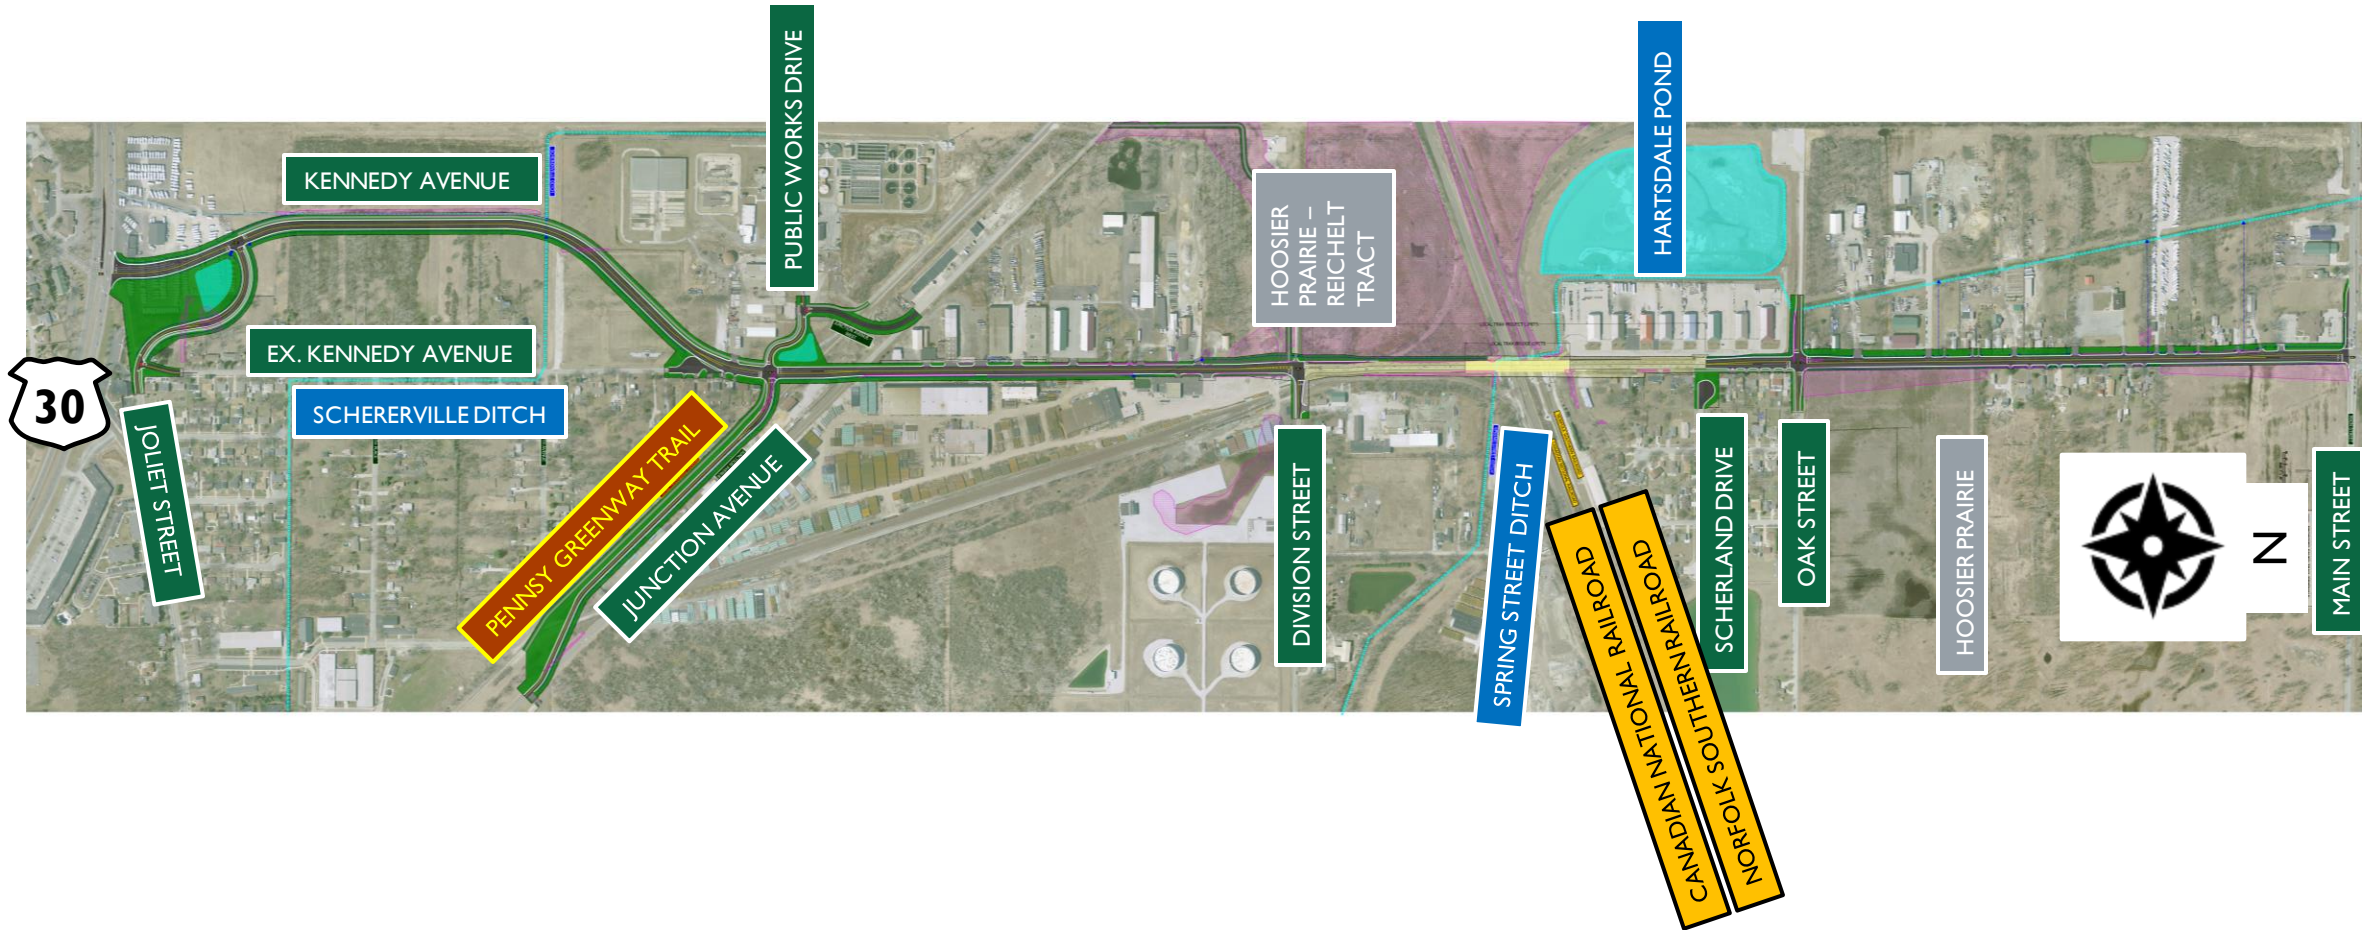 PUBLIC WORKS DRIVE
HARTSDALE POND
KENNEDY AVENUE
HOOSIER
PRAIRIE –
REICHELT
TRACT
EX. KENNEDY AVENUE
30
SCHERERVILLE DITCH
JOLIET STREET
PENNSY GREENWAY TRAIL
JUNCTION AVENUE
DIVISION STREET
SPRING STREET DITCH
CANADIAN NATIONAL RAILROAD
NORFOLK SOUTHERN RAILROAD
SCHERLAND DRIVE
OAK STREET
HOOSIER PRAIRIE
N
MAIN STREET